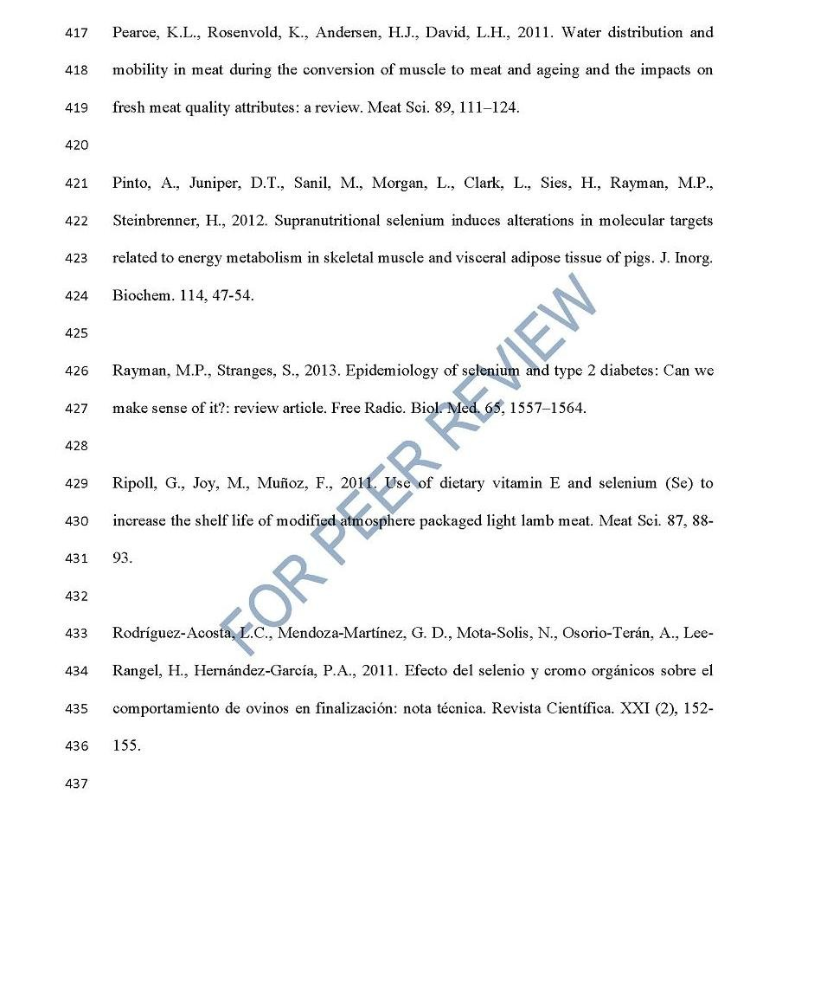 417 Pearce, K.L., Rosenvold, K., Andersen, H.J., David, L.H., 2011. Water distribution and
418 mobility in meat during the conversion of muscle to meat and ageing and the impacts on
419 fresh meat quality attributes: a review. Meat Sci. 89, 111–124.
420
421 Pinto, A., Juniper, D.T., Sanil, M., Morgan, L., Clark, L., Sies, H., Rayman, M.P.,
422 Steinbrenner, H., 2012. Supranutritional selenium induces alterations in molecular targets
423 related to energy metabolism in skeletal muscle and visceral adipose tissue of pigs. J. Inorg.
424 Biochem. 114, 47-54.
425
426 Rayman, M.P., Stranges, S., 2013. Epidemiology of selenium and type 2 diabetes: Can we
427 make sense of it?: review article. Free Radic. Biol. Med. 65, 1557–1564.
428
429 Ripoll, G., Joy, M., Muñoz, F., 2011. Use of dietary vitamin E and selenium (Se) to
430 increase the shelf life of modified atmosphere packaged light lamb meat. Meat Sci. 87, 88-
431 93.
432
433 Rodríguez-Acosta, L.C., Mendoza-Martínez, G. D., Mota-Solis, N., Osorio-Terán, A., Lee-
434 Rangel, H., Hernández-García, P.A., 2011. Efecto del selenio y cromo orgánicos sobre el
435 comportamiento de ovinos en finalización: nota técnica. Revista Científica. XXI (2), 152-
436 155.
437
FOR PEER REVIEW